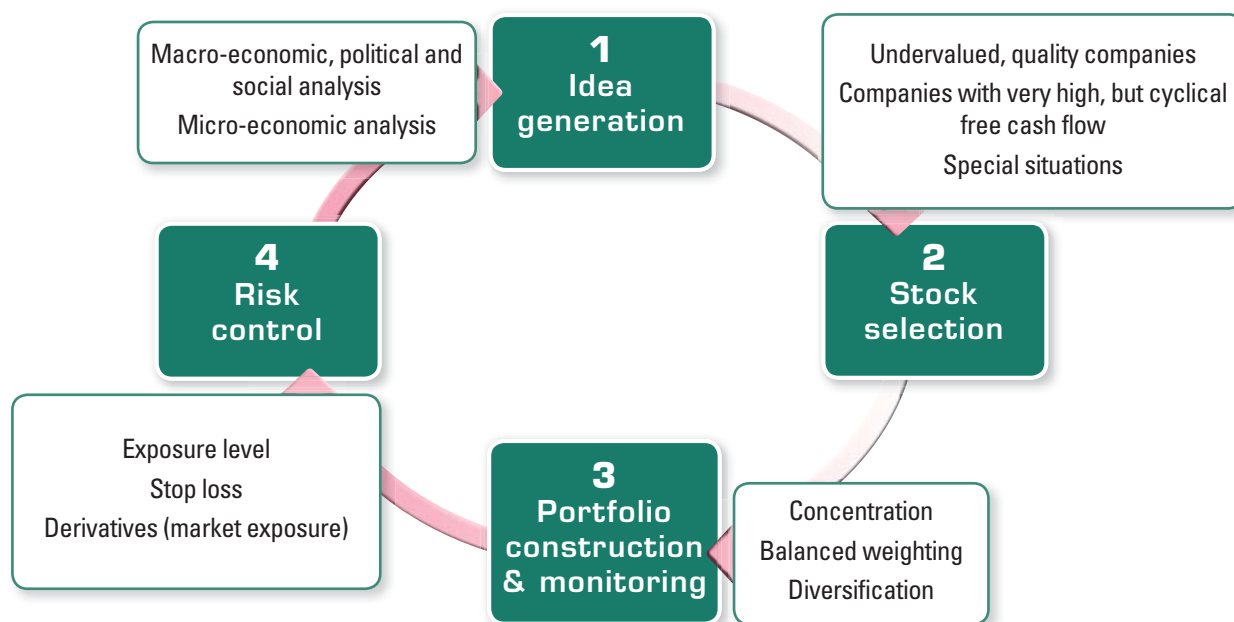 Macro-economic, political and
social analysis
Micro-economic analysis
1
Idea
generation
Undervalued, quality companies
Companies with very high, but cyclical
free cash flow
Special situations
2
Stock
selection
Concentration
Balanced weighting
Diversification
3
Portfolio
construction
& monitoring
Exposure level
Stop loss
Derivatives (market exposure)
4
Risk
control